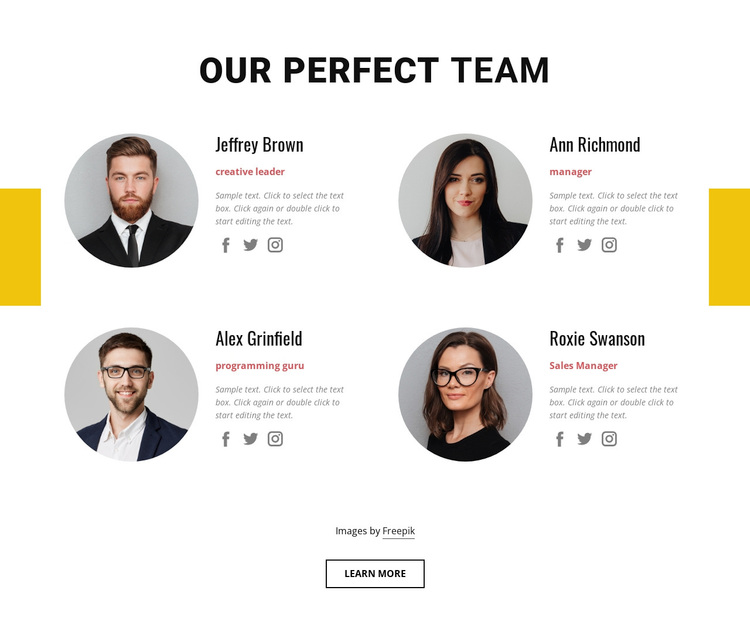 OUR PERFECT TEAM
Jeffrey Brown
creative leader
Sample text. Click to select the text
box. Click again or double click to
start editing the text.
Ann Richmond
manager
Sample text. Click to select the text
box. Click again or double click to
start editing the text.
Alex Grinfield
programming guru
Sample text. Click to select the text
box. Click again or double click to
start editing the text.
Roxie Swanson
Sales Manager
Sample text. Click to select the text
box. Click again or double click to
start editing the text.
Images by Freepik
LEARN MORE